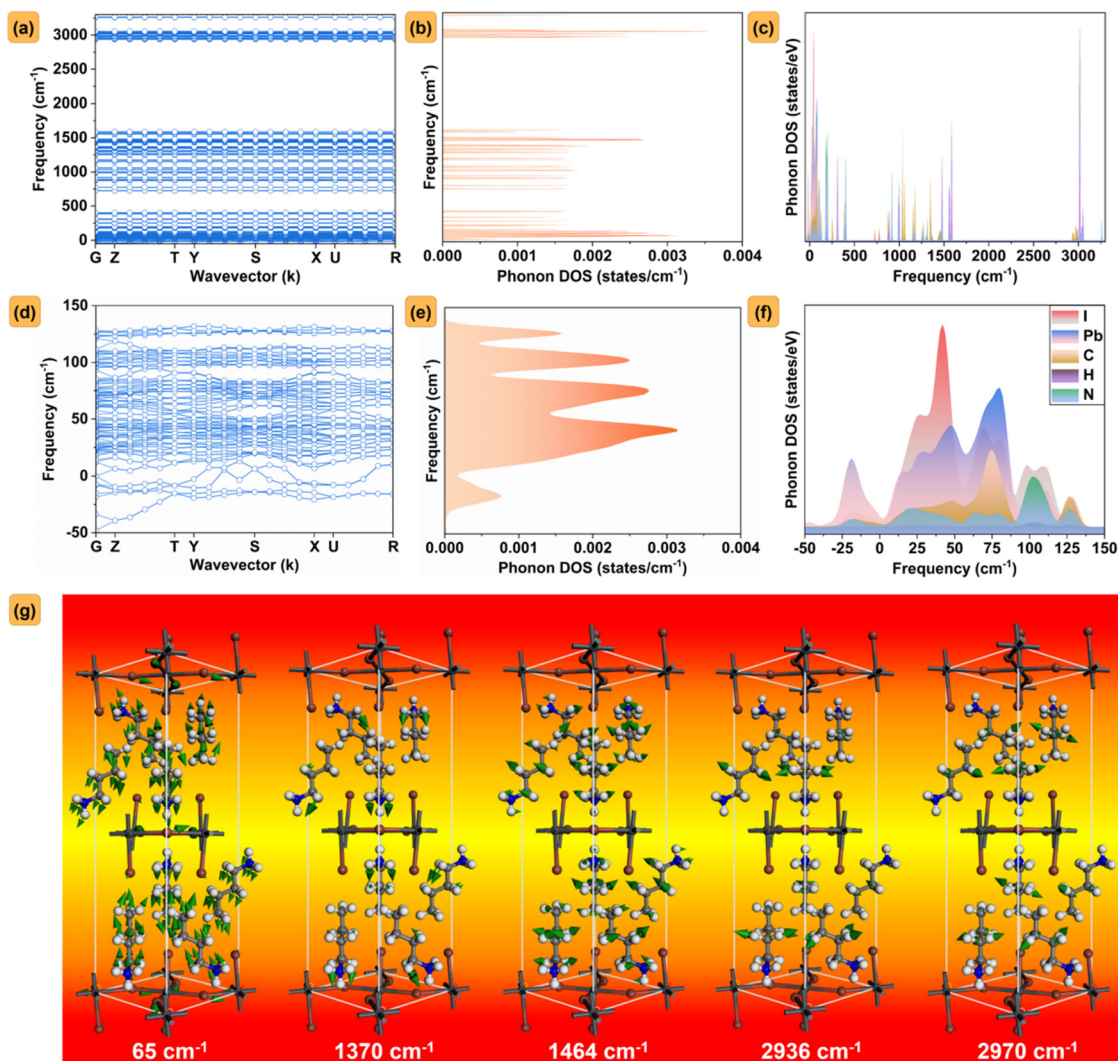 (a)
Frequency (cm⁻¹)
3300
3000
2500
2000
1500
1000
500
0
G Z T Y S X U R
Wavevector (k)
(b)
Frequency (cm⁻¹)
0.000 0.001 0.002 0.003 0.004
Phonon DOS (states/cm⁻¹)
(c)
Phonon DOS (states/eV)
0 500 1000 1500 2000 2500 3000
Frequency (cm⁻¹)
(d)
Frequency (cm⁻¹)
150
100
50
0
-50
G Z T Y S X U R
Wavevector (k)
(e)
Frequency (cm⁻¹)
0.000 0.001 0.002 0.003 0.004
Phonon DOS (states/cm⁻¹)
(f)
Phonon DOS (states/eV)
I
Pb
C
H
N
-50 -25 0 25 50 75 100 125 150
Frequency (cm⁻¹)
(g)
65 cm⁻¹ 1370 cm⁻¹ 1464 cm⁻¹ 2936 cm⁻¹ 2970 cm⁻¹